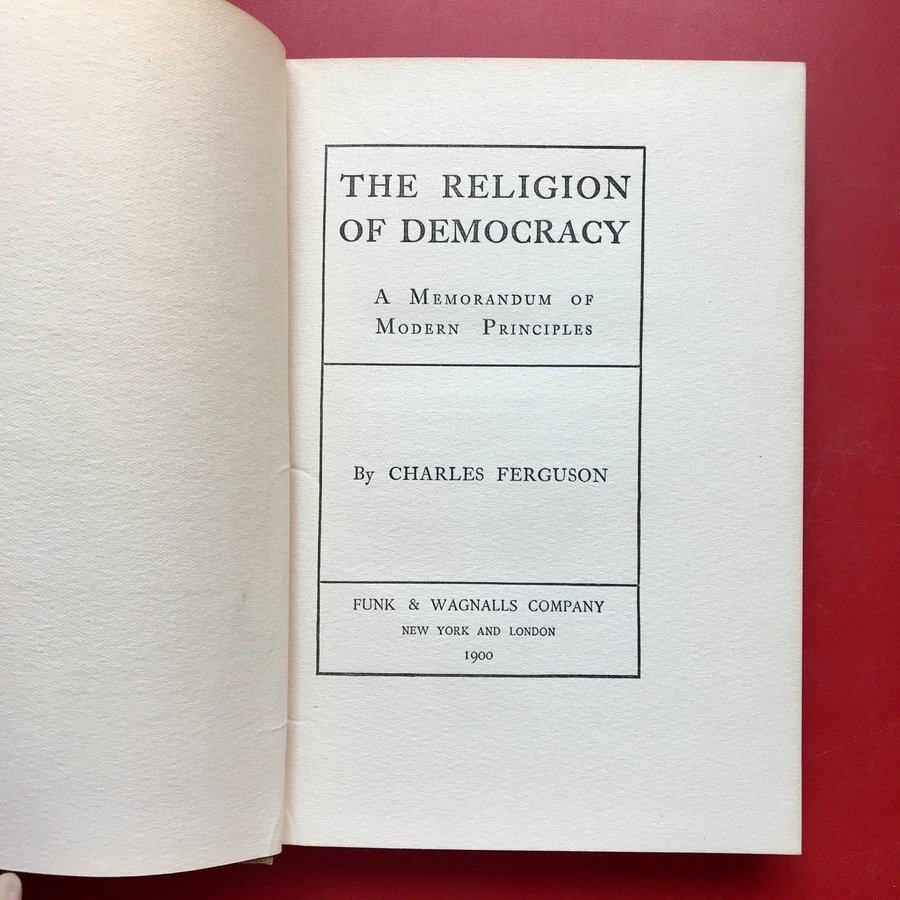 THE RELIGION
OF DEMOCRACY
A MEMORANDUM OF
MODERN PRINCIPLES
By CHARLES FERGUSON
FUNK & WAGNALLS COMPANY
NEW YORK AND LONDON
1900